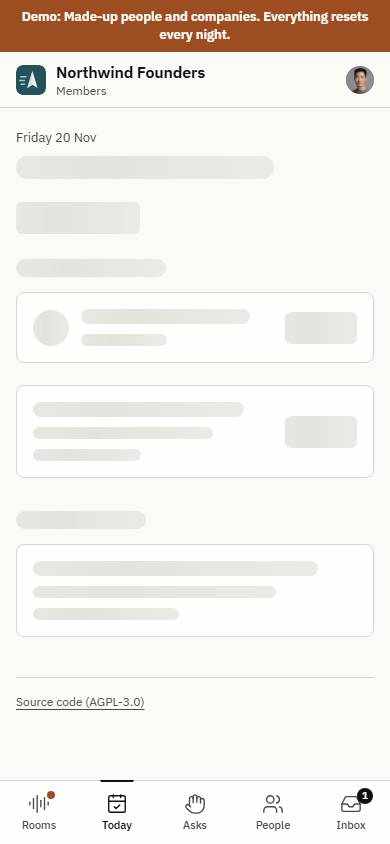 Demo: Made-up people and companies. Everything resets
every night.
Northwind Founders
Members
Friday 20 Nov
Source code (AGPL-3.0)
Rooms
Today
Asks
People
1
Inbox